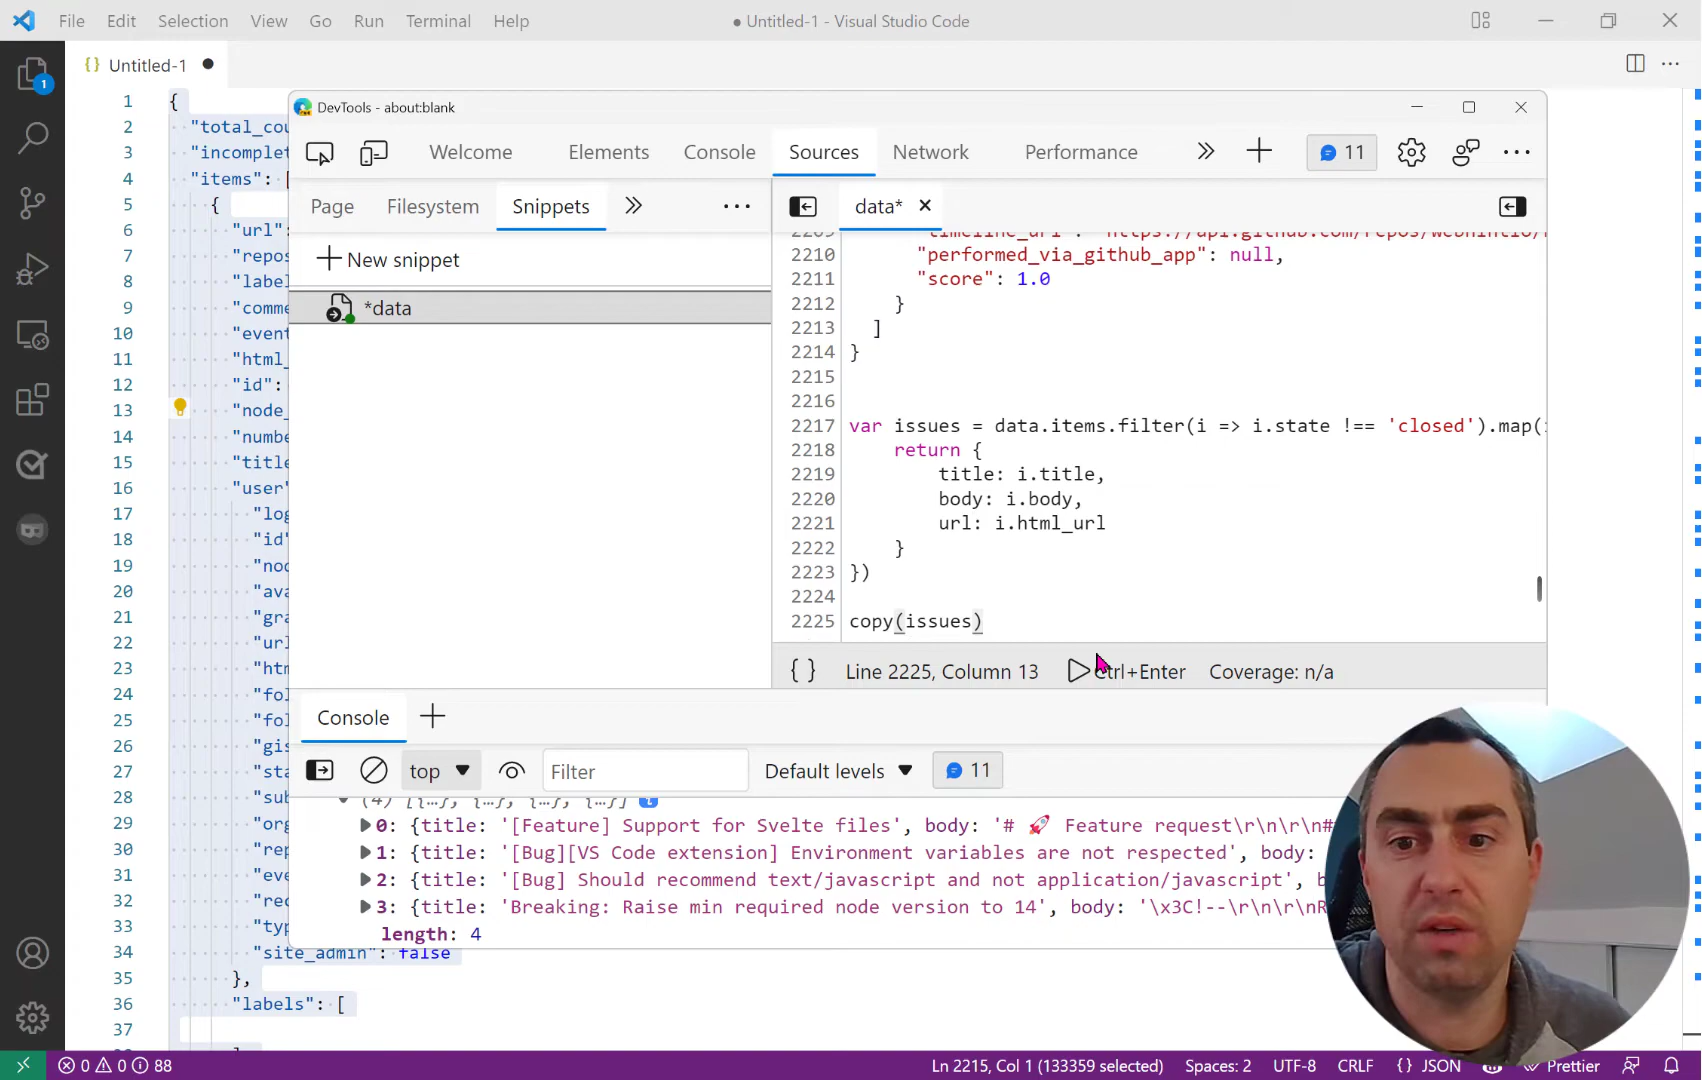 File Edit Selection View Go Run Terminal Help
● Untitled-1 - Visual Studio Code
{} Untitled-1 ●
1
1 {
2 "total_cou
3 "incomplet
4 "items": [
5 {
6 "url":
7 "repos
8 "label
9 "comme
10 "event
11 "html_
12 "id":
13 "node_
14 "numbe
15 "title
16 "user"
17 "log
18 "id"
19 "nod
20 "ava
21 "gra
22 "url
23 "htm
24 "fol
25 "fol
26 "gis
27 "sta
28 "sub
29 "org
30 "rep
31 "eve
32 "rec
33 "typ
34 "site_admin": false
35 },
36 "labels": [
37
DevTools - about:blank
Welcome Elements Console Sources Network Performance 11
Page Filesystem Snippets
data*
New snippet
*data
2210 "performed_via_github_app": null,
2211 "score": 1.0
2212 }
2213 ]
2214 }
2215
2216
2217 var issues = data.items.filter(i => i.state !== 'closed').map(
2218 return {
2219 title: i.title,
2220 body: i.body,
2221 url: i.html_url
2222 }
2223 })
2224
2225 copy(issues)
{ } Line 2225, Column 13 Ctrl+Enter Coverage: n/a
Console
top Filter Default levels 11
(4) [{…}, {…}, {…}, {…}]
0: {title: '[Feature] Support for Svelte files', body: '# 🚀 Feature request\r\n\r\n#
1: {title: '[Bug][VS Code extension] Environment variables are not respected', body:
2: {title: '[Bug] Should recommend text/javascript and not application/javascript', b
3: {title: 'Breaking: Raise min required node version to 14', body: '\x3C!--\r\n\r\nR
length: 4
0 0 88
Ln 2215, Col 1 (133359 selected) Spaces: 2 UTF-8 CRLF {} JSON Prettier